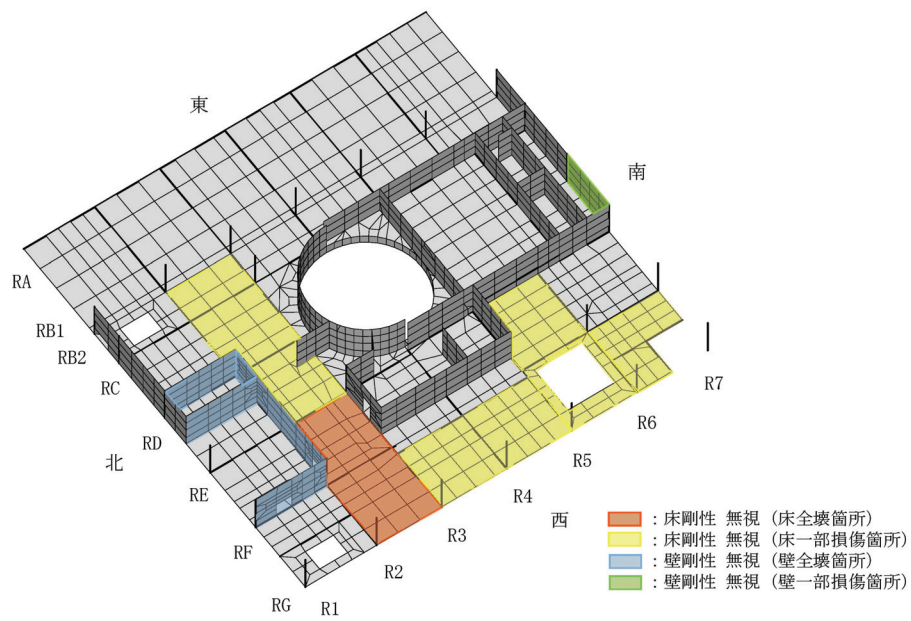 東
南
RA
RB1
RB2
RC
RD
北
RE
RF
RG
R1
R2
R3
R4
R5
R6
R7
西
：床剛性 無視（床全壊箇所）
：床剛性 無視（床一部損傷箇所）
：壁剛性 無視（壁全壊箇所）
：壁剛性 無視（壁一部損傷箇所）